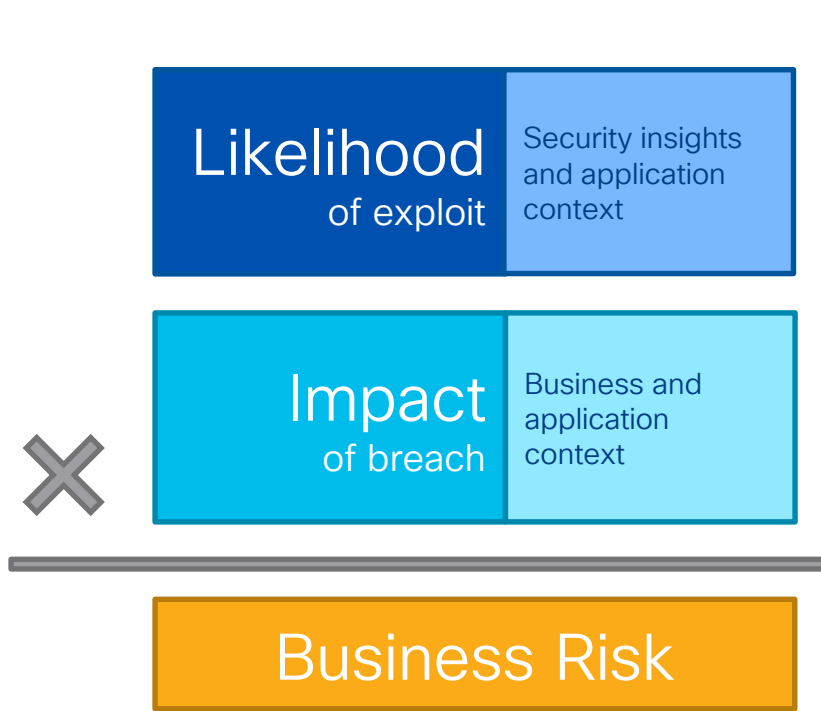 Likelihood
of exploit
Security insights
and application
context
Impact
of breach
Business and
application
context
Business Risk